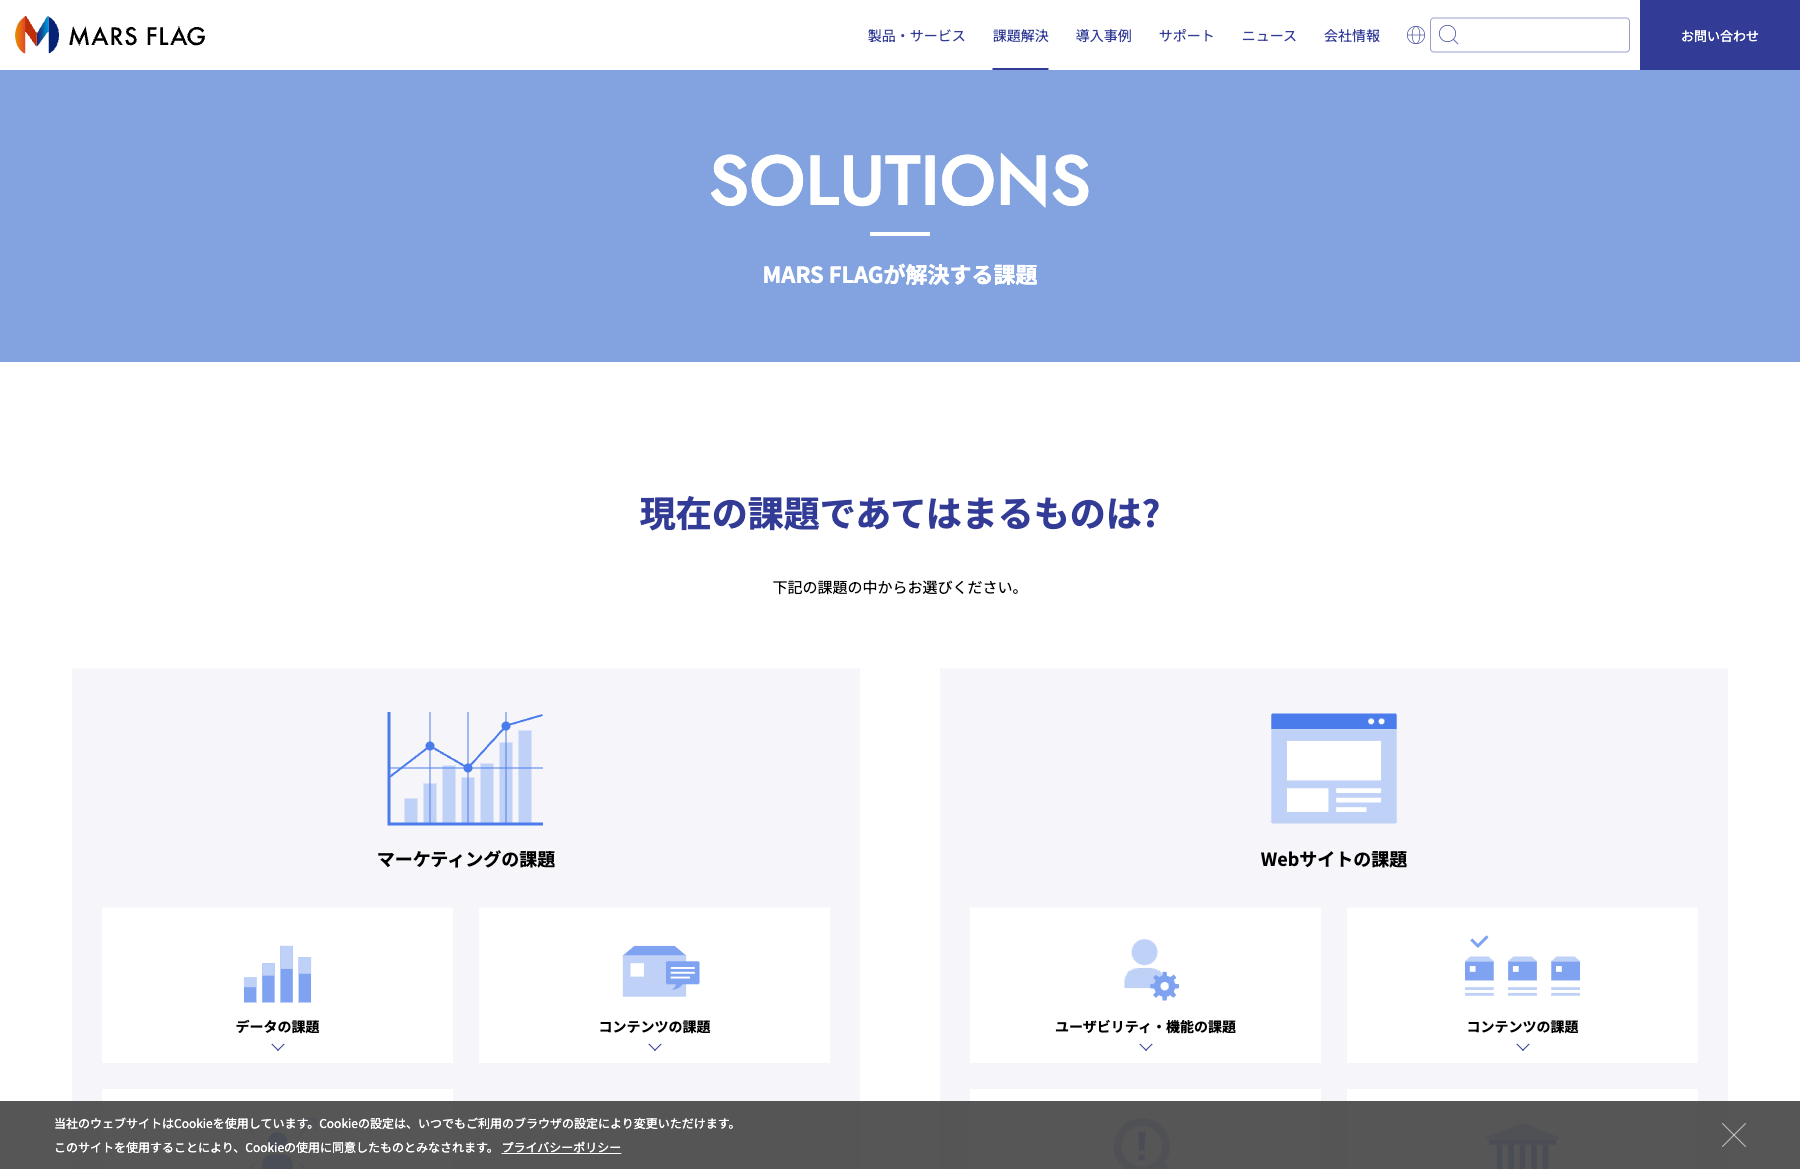 MARS FLAG
製品・サービス 課題解決 導入事例 サポート ニュース 会社情報 お問い合わせ
SOLUTIONS
MARS FLAGが解決する課題
現在の課題であてはまるものは?
下記の課題の中からお選びください。
マーケティングの課題
Webサイトの課題
データの課題
コンテンツの課題
ユーザビリティ・機能の課題
コンテンツの課題
当社のウェブサイトはCookieを使用しています。Cookieの設定は、いつでもご利用のブラウザの設定により変更いただけます。
このサイトを使用することにより、Cookieの使用に同意したものとみなされます。 プライバシーポリシー